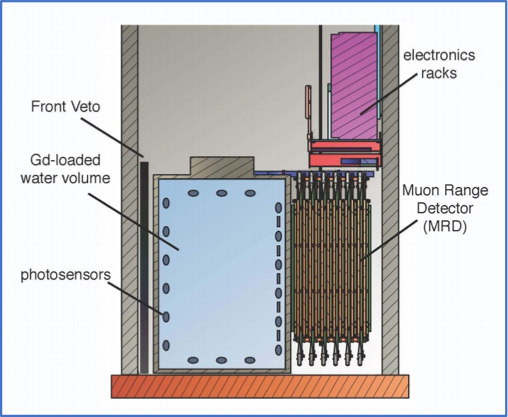 electronics
racks
Front Veto
Gd-loaded
water volume
Muon Range
Detector
(MRD)
photosensors